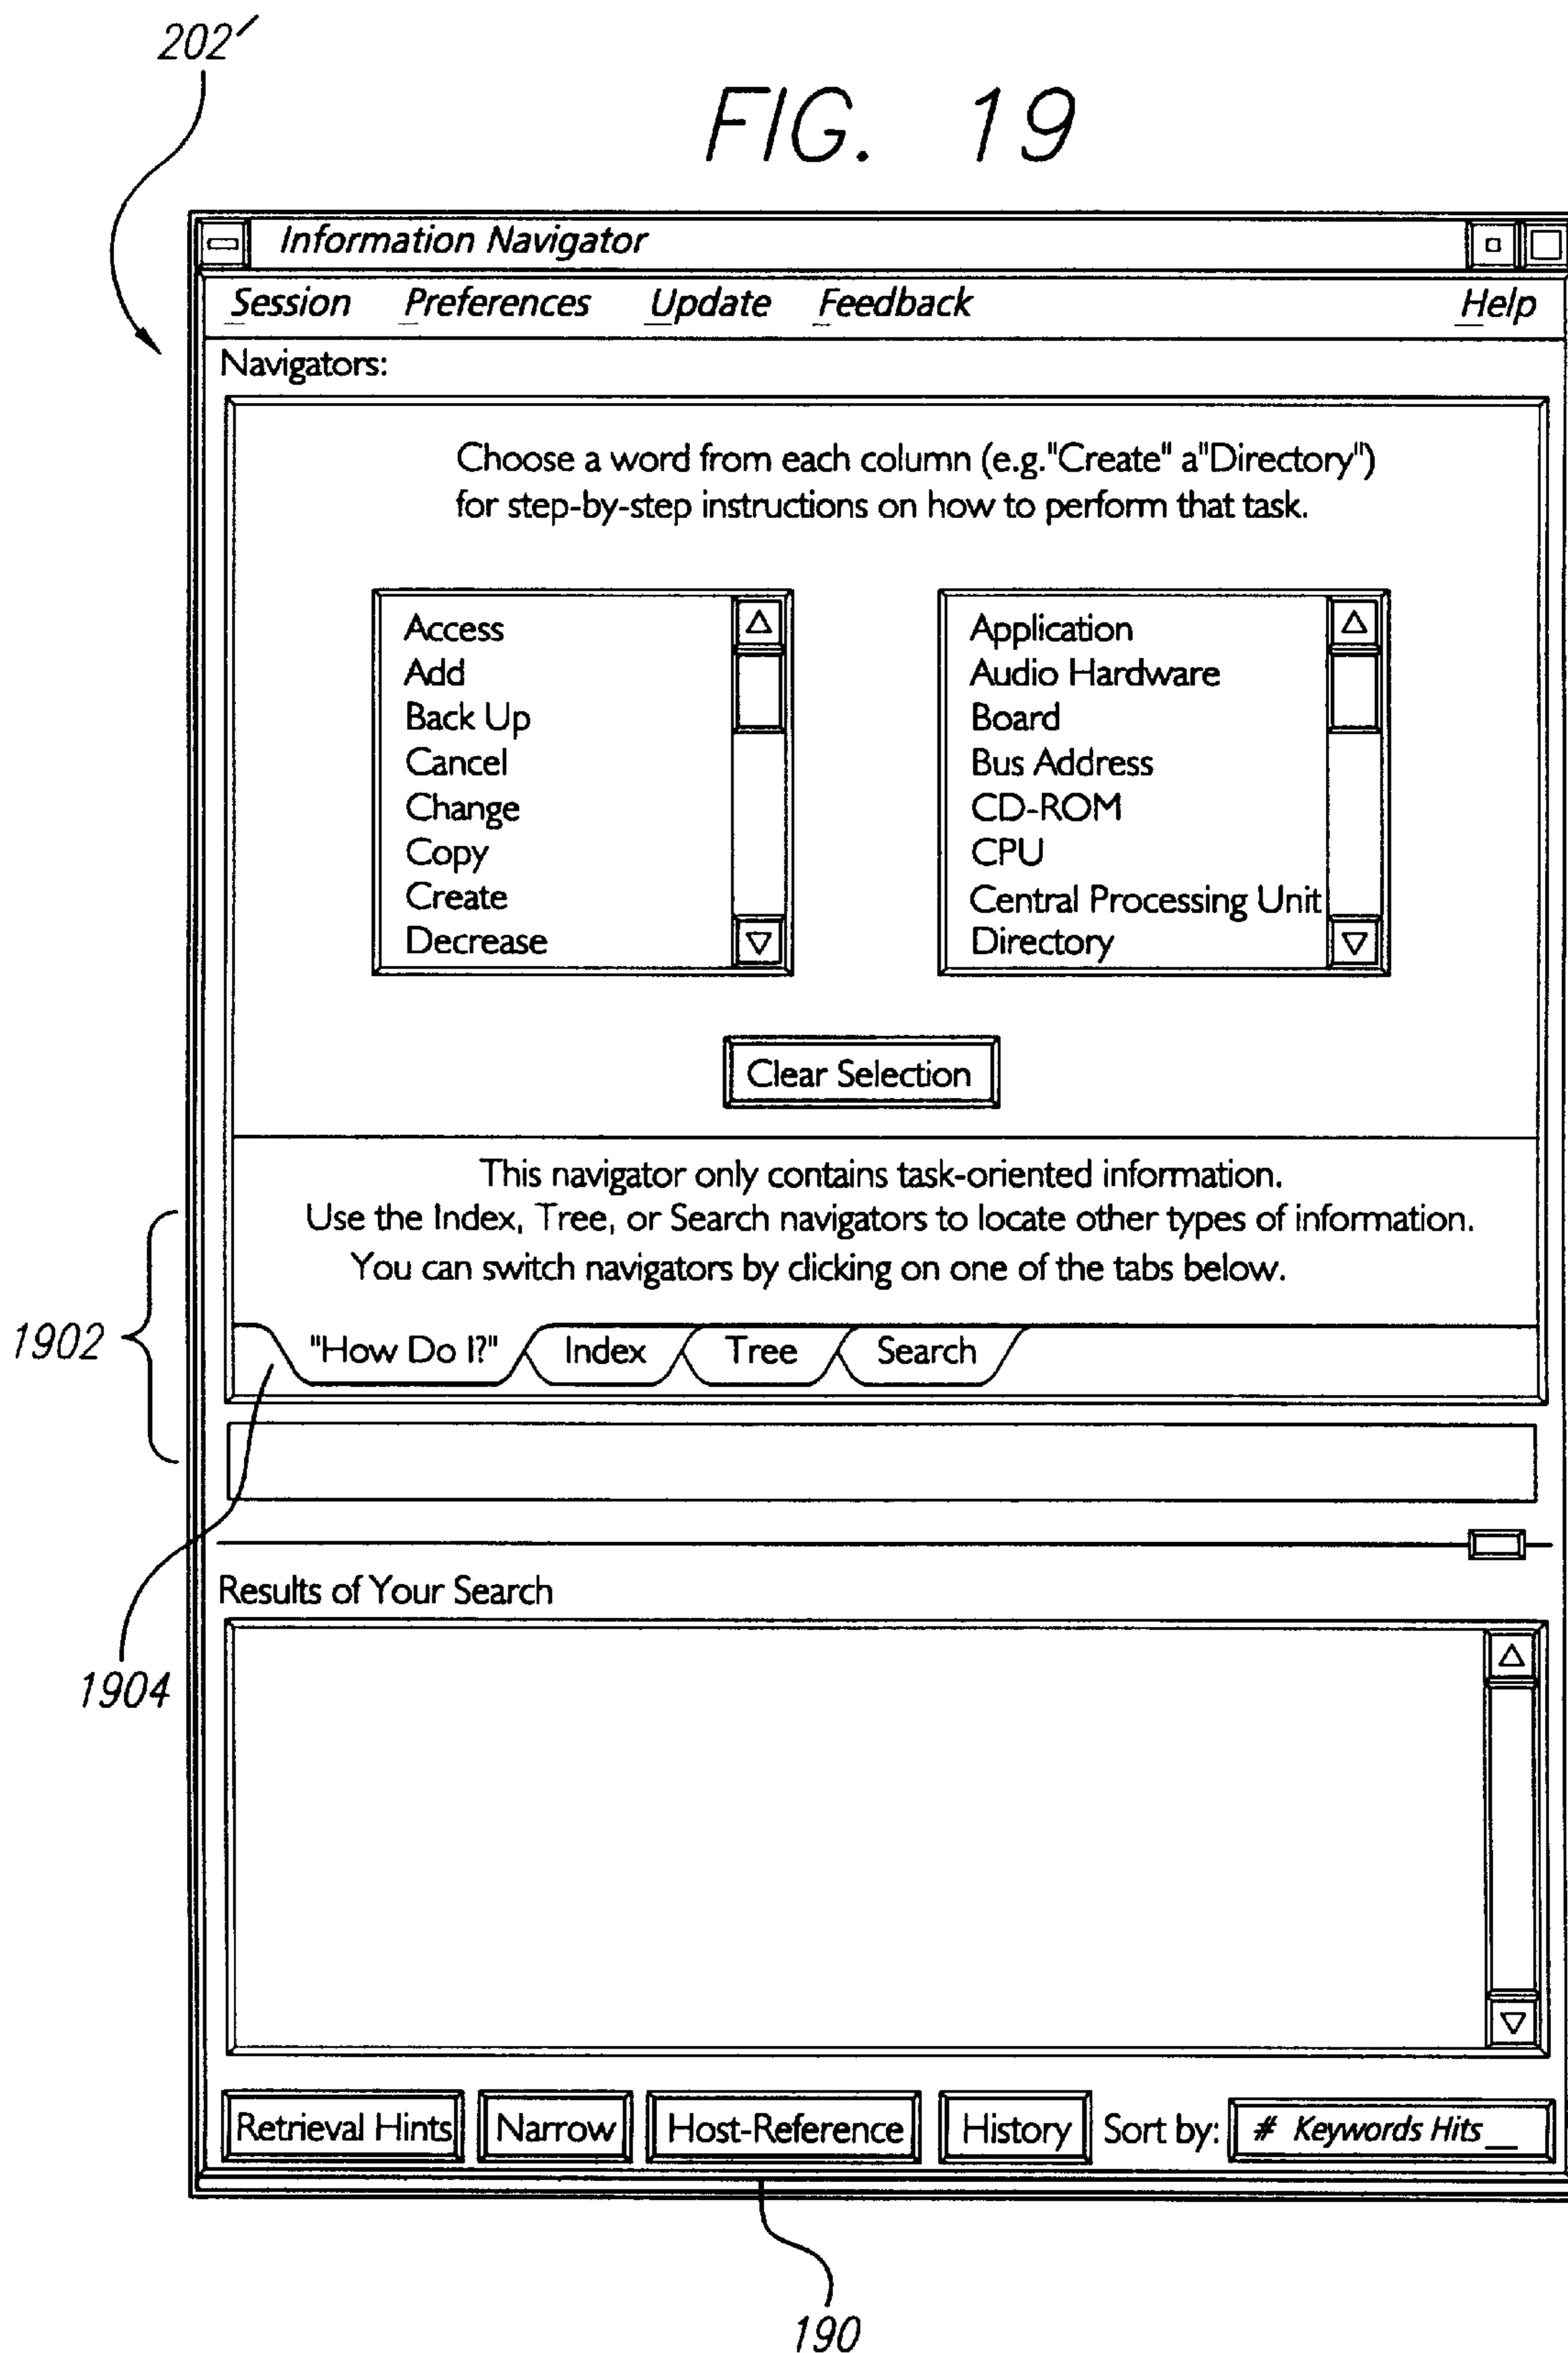 202′
FIG. 19
Information Navigator
Session Preferences Update Feedback Help
Navigators:
Choose a word from each column (e.g."Create" a"Directory")
for step-by-step instructions on how to perform that task.
Access
Add
Back Up
Cancel
Change
Copy
Create
Decrease
Application
Audio Hardware
Board
Bus Address
CD-ROM
CPU
Central Processing Unit
Directory
Clear Selection
This navigator only contains task-oriented information.
Use the Index, Tree, or Search navigators to locate other types of information.
You can switch navigators by clicking on one of the tabs below.
1902
"How Do I?" Index Tree Search
Results of Your Search
1904
Retrieval Hints Narrow Host-Reference History Sort by: # Keywords Hits
190